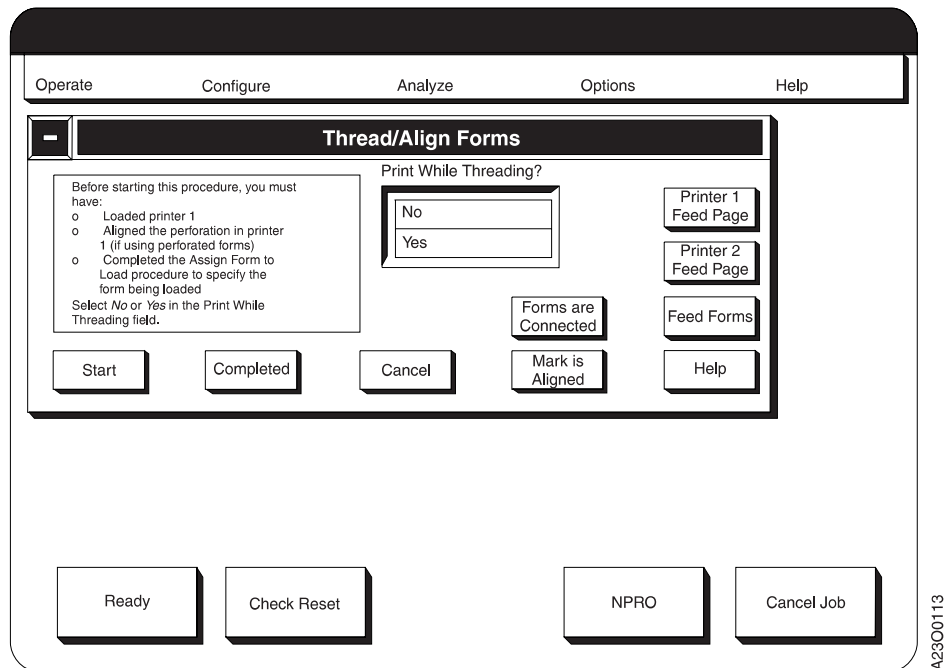 Operate Configure Analyze Options Help
Thread/Align Forms
Before starting this procedure, you must
have:
o Loaded printer 1
o Aligned the perforation in printer
1 (if using perforated forms)
o Completed the Assign Form to
Load procedure to specify the
form being loaded
Select No or Yes in the Print While
Threading field.
Print While Threading?
No
Yes
Printer 1
Feed Page
Printer 2
Feed Page
Forms are
Connected
Feed Forms
Start
Completed
Cancel
Mark is
Aligned
Help
Ready
Check Reset
NPRO
Cancel Job
A23O0113